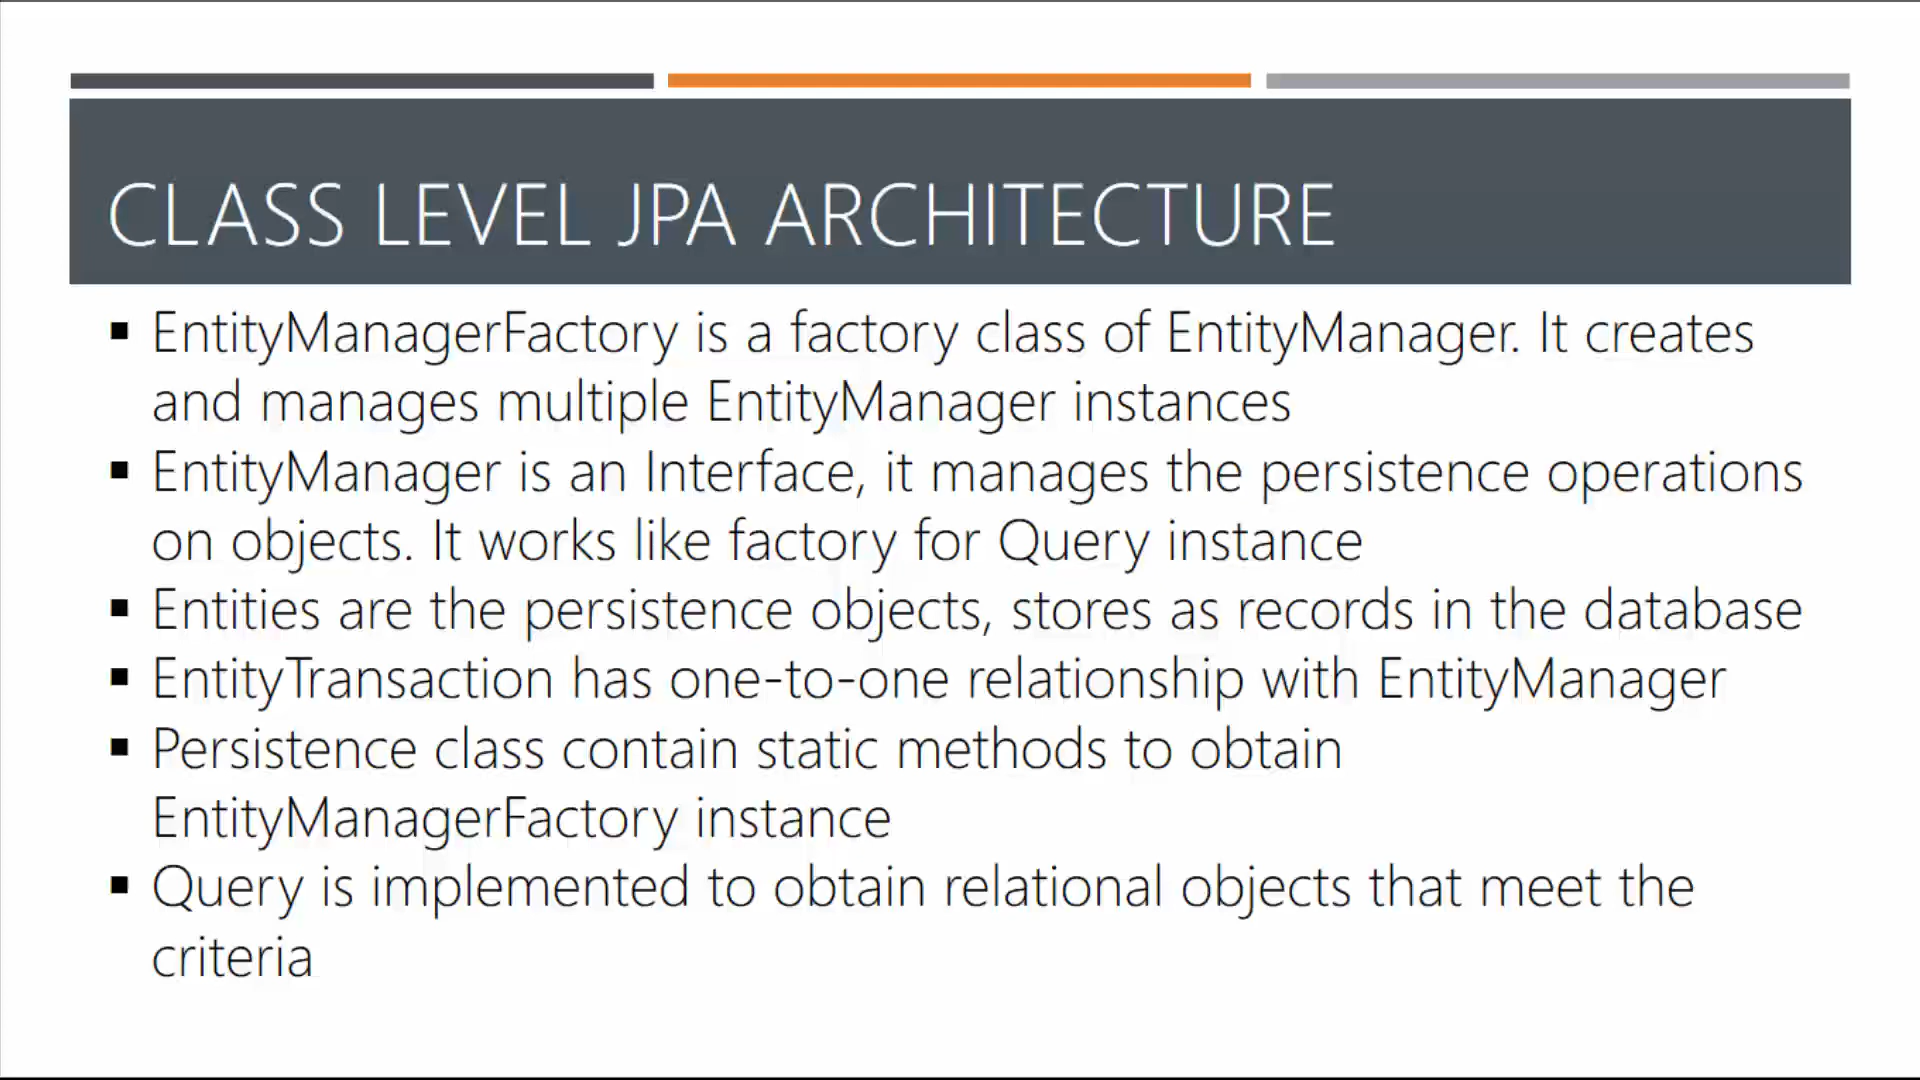 CLASS LEVEL JPA ARCHITECTURE
▪ EntityManagerFactory is a factory class of EntityManager. It creates
and manages multiple EntityManager instances
▪ EntityManager is an Interface, it manages the persistence operations
on objects. It works like factory for Query instance
▪ Entities are the persistence objects, stores as records in the database
▪ EntityTransaction has one-to-one relationship with EntityManager
▪ Persistence class contain static methods to obtain
EntityManagerFactory instance
▪ Query is implemented to obtain relational objects that meet the
criteria